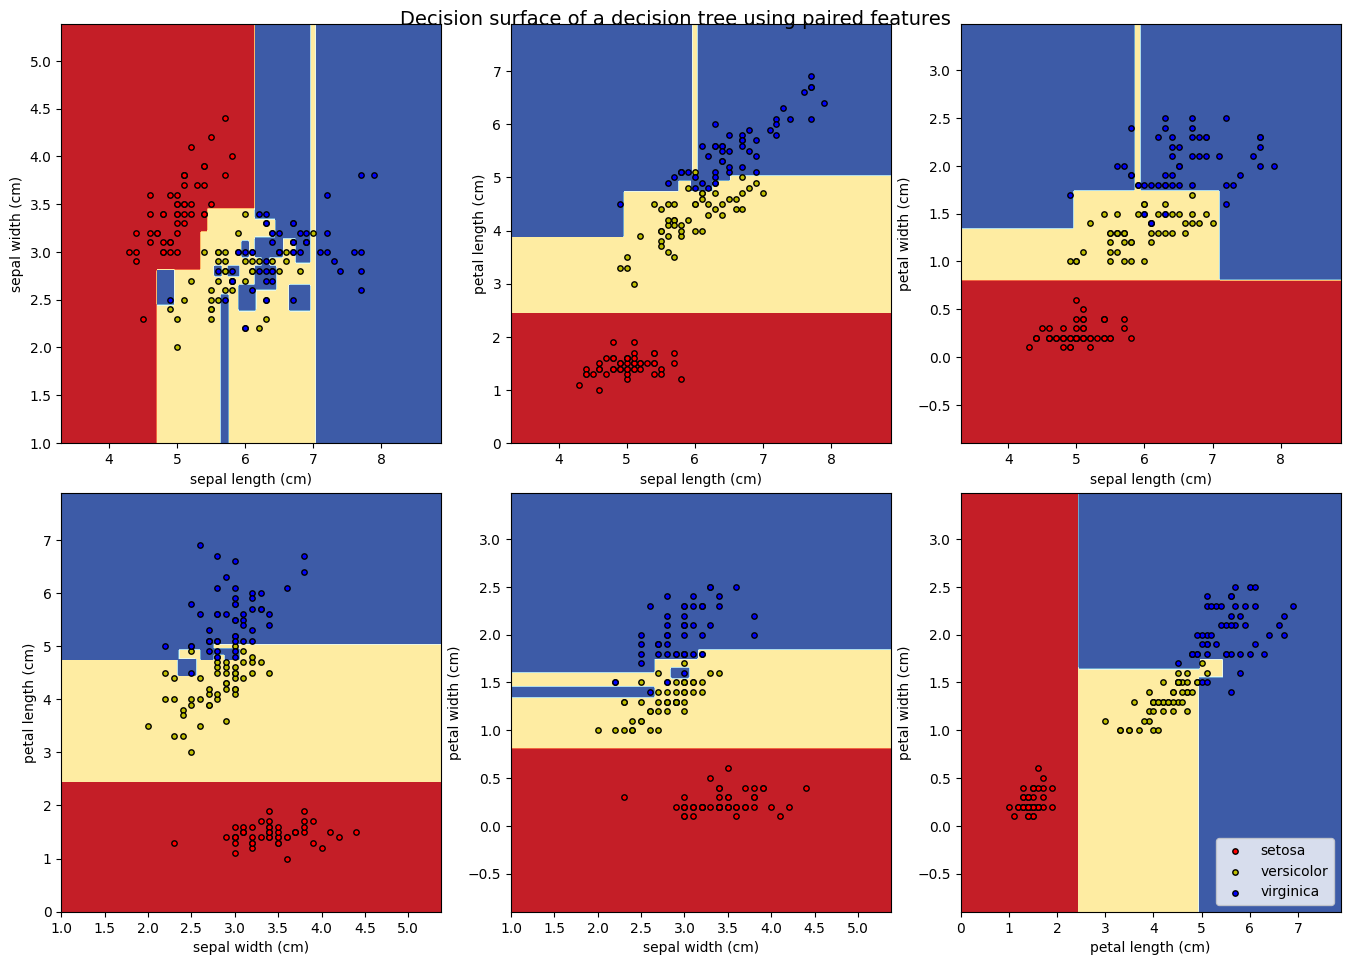 Decision surface of a decision tree using paired features
5.0
4.5
4.0
3.5
3.0
2.5
2.0
1.5
1.0
sepal width (cm)
4 5 6 7 8
sepal length (cm)
7
6
5
4
3
2
1
0
petal length (cm)
4 5 6 7 8
sepal length (cm)
3.0
2.5
2.0
1.5
1.0
0.5
0.0
−0.5
petal width (cm)
4 5 6 7 8
sepal length (cm)
7
6
5
4
3
2
1
0
petal length (cm)
1.0 1.5 2.0 2.5 3.0 3.5 4.0 4.5 5.0
sepal width (cm)
3.0
2.5
2.0
1.5
1.0
0.5
0.0
−0.5
petal width (cm)
1.0 1.5 2.0 2.5 3.0 3.5 4.0 4.5 5.0
sepal width (cm)
3.0
2.5
2.0
1.5
1.0
0.5
0.0
−0.5
petal width (cm)
0 1 2 3 4 5 6 7
petal length (cm)
setosa
versicolor
virginica